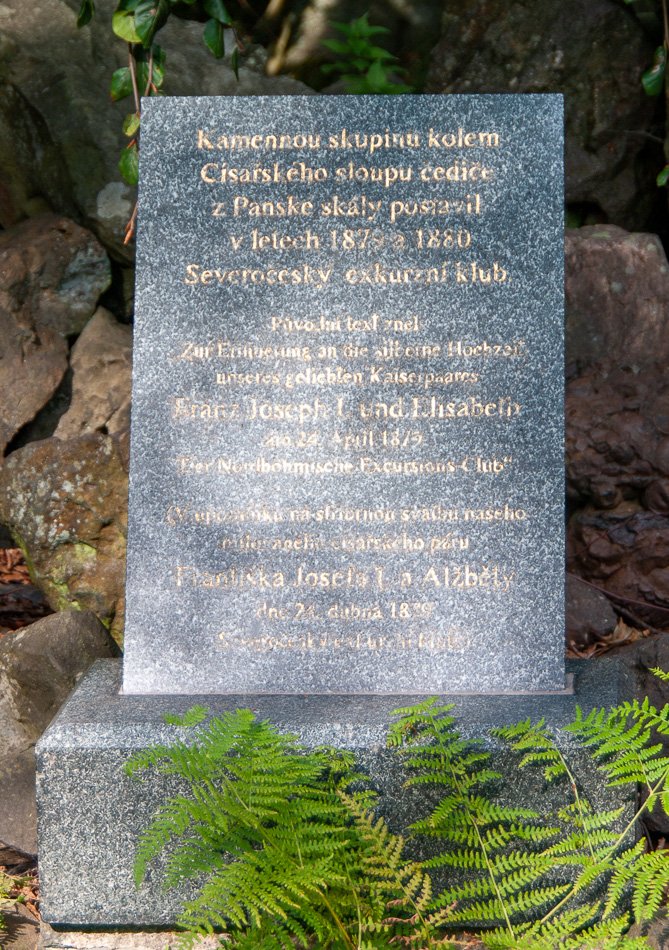 Kamennou skupinu kolem
Císařského sloupu čediče
z Panské skály postavil
v letech 1879 a 1880
Severočeský exkurzní klub
Původní text zněl
„Zur Erinnerung an die silberne Hochzeit
unseres geliebten Kaiserpaares
Franz Joseph I. und Elisabeth
am 24. April 1879
Der Nordböhmische Excursions-Club“
(V upomínku na stříbrnou svatbu našeho
milovaného císařského páru
Františka Josefa I. a Alžběty
dne 24. dubna 1879
Severočeský exkurzní klub)